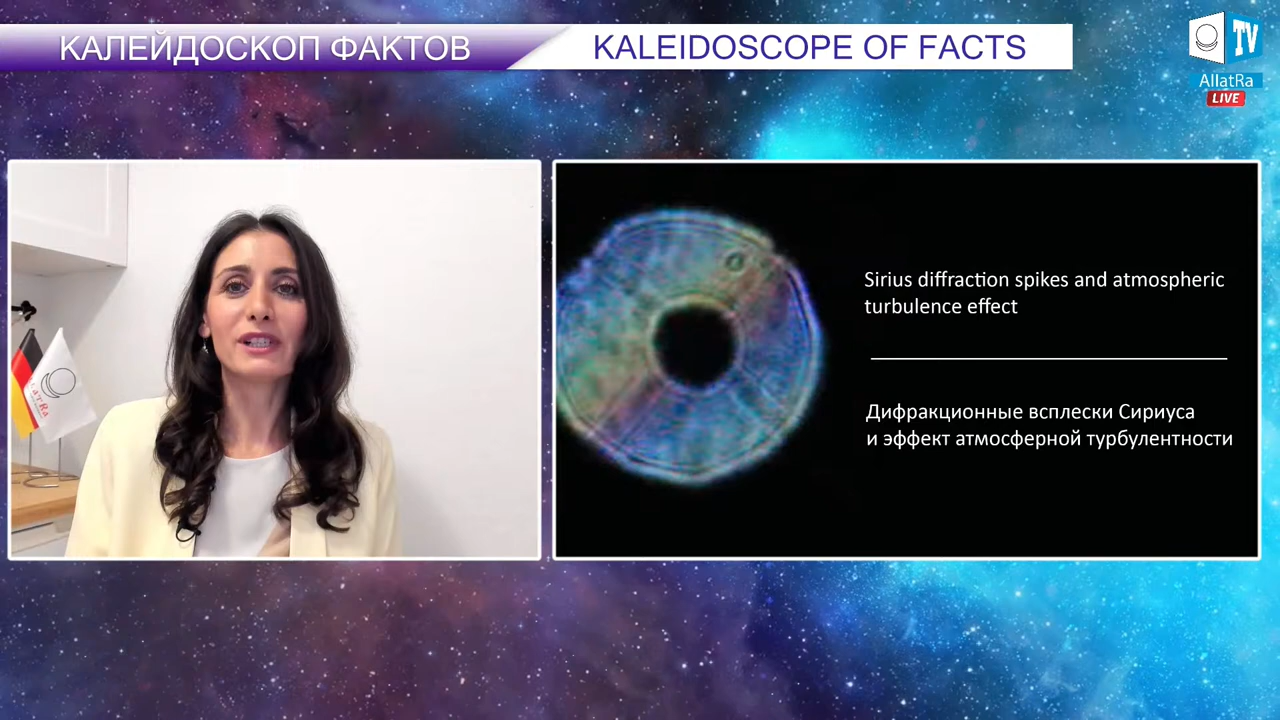 КАЛЕЙДОСКОП ФАКТОВ
KALEIDOSCOPE OF FACTS
TV
AllatRa
LIVE
Sirius diffraction spikes and atmospheric
turbulence effect
Дифракционные всплески Сириуса
и эффект атмосферной турбулентности